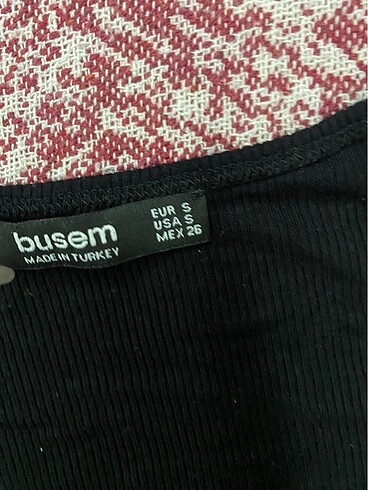 busem
MADE IN TURKEY
EUR S
USA S
MEX 26